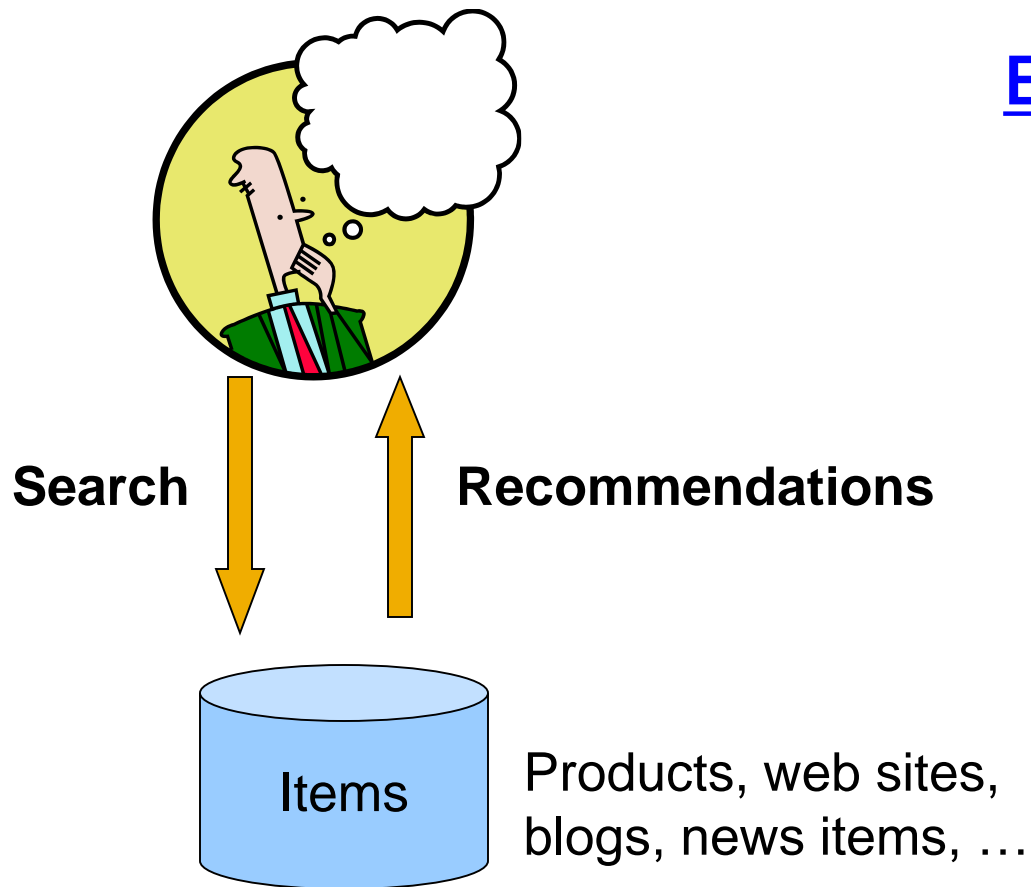 Search
Recommendations
Items
Products, web sites,
blogs, news items, …